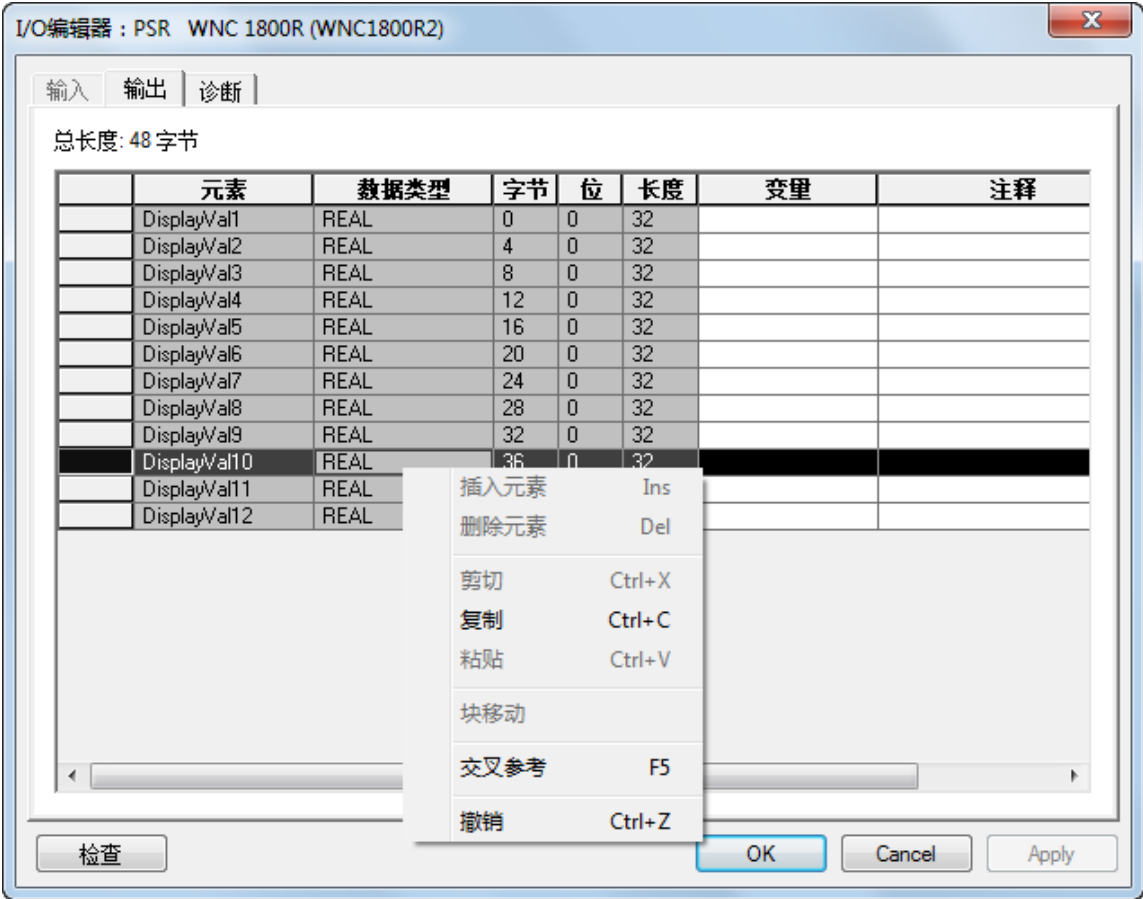 I/O编辑器：PSR WNC 1800R (WNC1800R2)
输入 输出 诊断
总长度: 48 字节
元素 数据类型 字节 位 长度 变量 注释
DisplayVal1 REAL 0 0 32
DisplayVal2 REAL 4 0 32
DisplayVal3 REAL 8 0 32
DisplayVal4 REAL 12 0 32
DisplayVal5 REAL 16 0 32
DisplayVal6 REAL 20 0 32
DisplayVal7 REAL 24 0 32
DisplayVal8 REAL 28 0 32
DisplayVal9 REAL 32 0 32
DisplayVal10 REAL 36 0 32
DisplayVal11 REAL
DisplayVal12 REAL
插入元素 Ins
删除元素 Del
剪切 Ctrl+X
复制 Ctrl+C
粘贴 Ctrl+V
块移动
交叉参考 F5
撤销 Ctrl+Z
检查 OK Cancel Apply